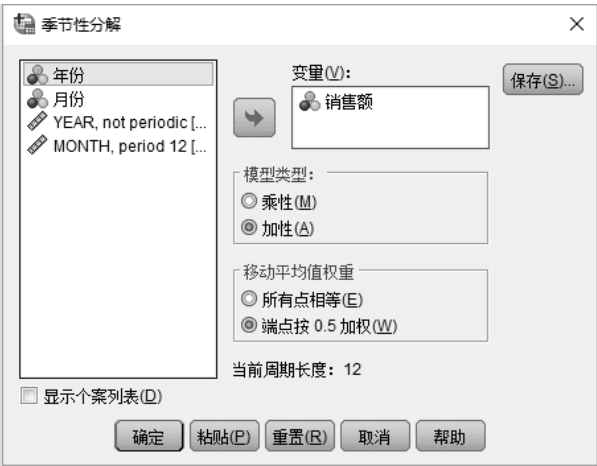 季节性分解
年份
月份
YEAR, not periodic [...
MONTH, period 12 [...
变量(V):
销售额
保存(S)...
模型类型:
乘性(M)
加性(A)
移动平均值权重
所有点相等(E)
端点按 0.5 加权(W)
当前周期长度: 12
显示个案列表(D)
确定
粘贴(P)
重置(R)
取消
帮助